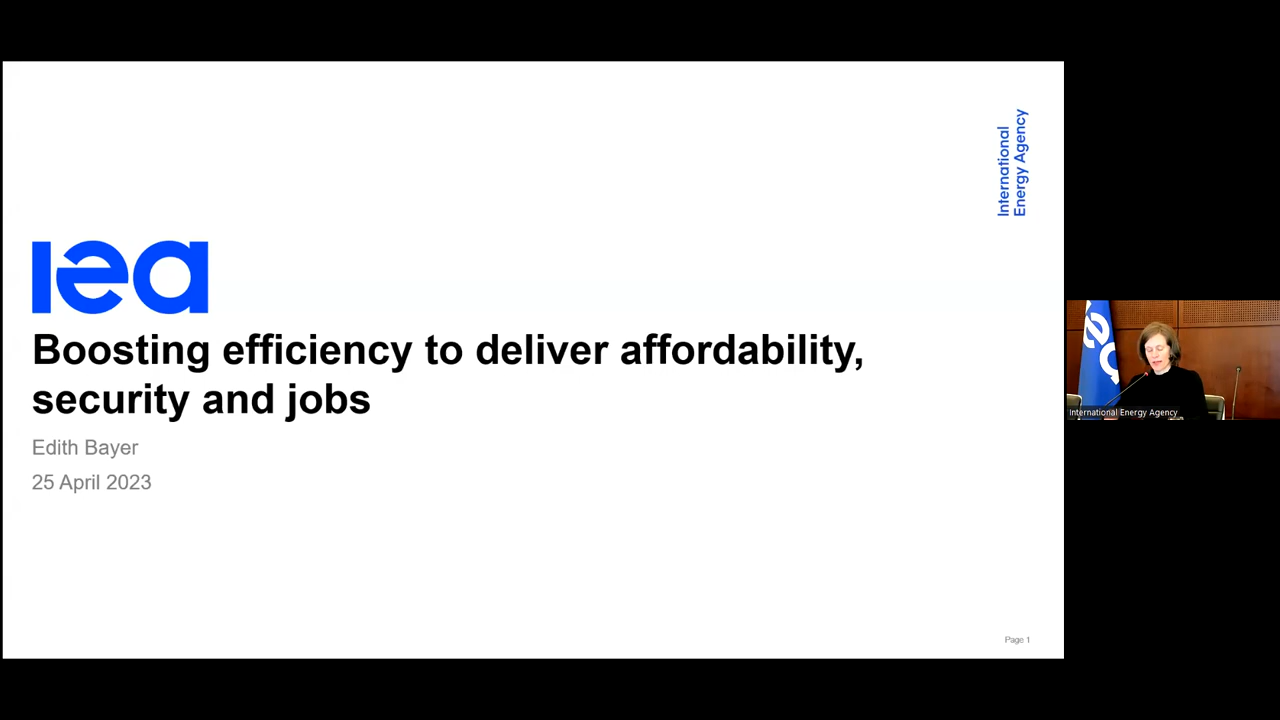 International
Energy Agency
iea
Boosting efficiency to deliver affordability,
security and jobs
Edith Bayer
25 April 2023
Page 1
iea
International Energy Agency